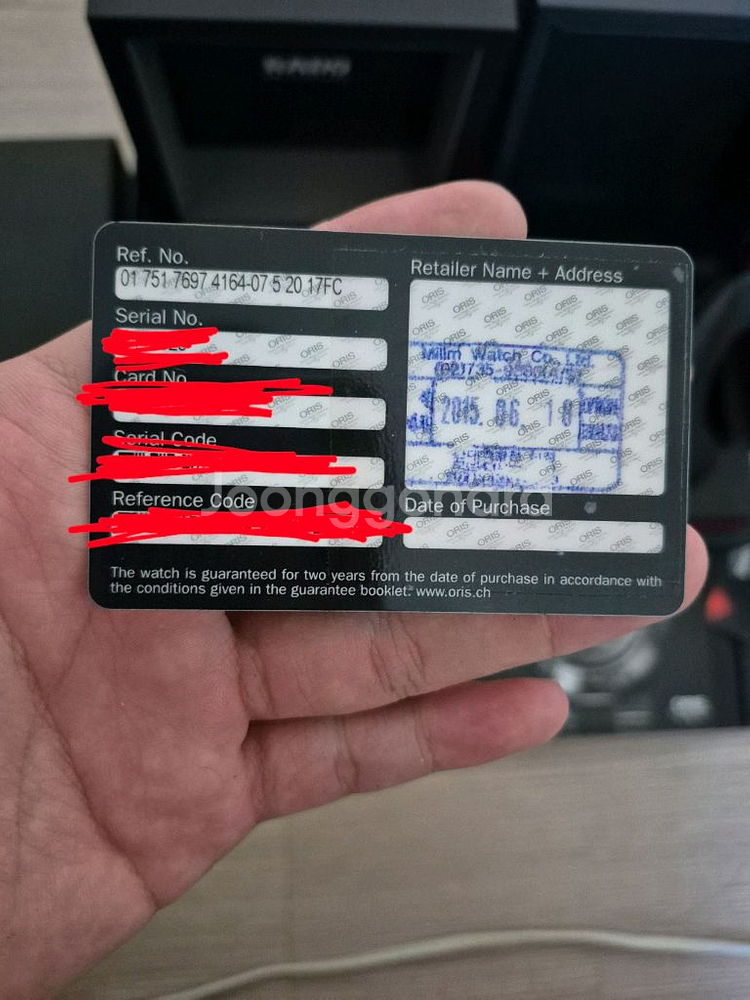 Ref. No.
01 751 7697 4164-07 5 20 17FC
Serial No.
Card No.
Serial Code
Reference Code
Retailer Name + Address
ORIS
Watch Co., Ltd.
2015. 06
Date of Purchase
The watch is guaranteed for two years from the date of purchase in accordance with
the conditions given in the guarantee booklet. www.oris.ch
Joonggonara